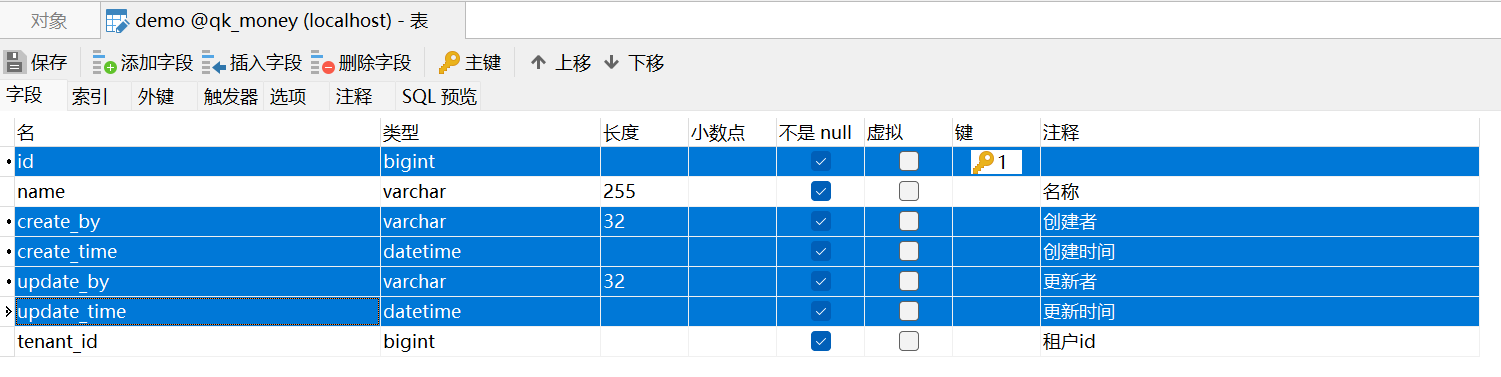 对象 demo @qk_money (localhost) - 表
保存 添加字段 插入字段 删除字段 主键 上移 下移
字段 索引 外键 触发器 选项 注释 SQL 预览
名 类型 长度 小数点 不是 null 虚拟 键 注释
id bigint 1
name varchar 255 名称
create_by varchar 32 创建者
create_time datetime 创建时间
update_by varchar 32 更新者
update_time datetime 更新时间
tenant_id bigint 租户id